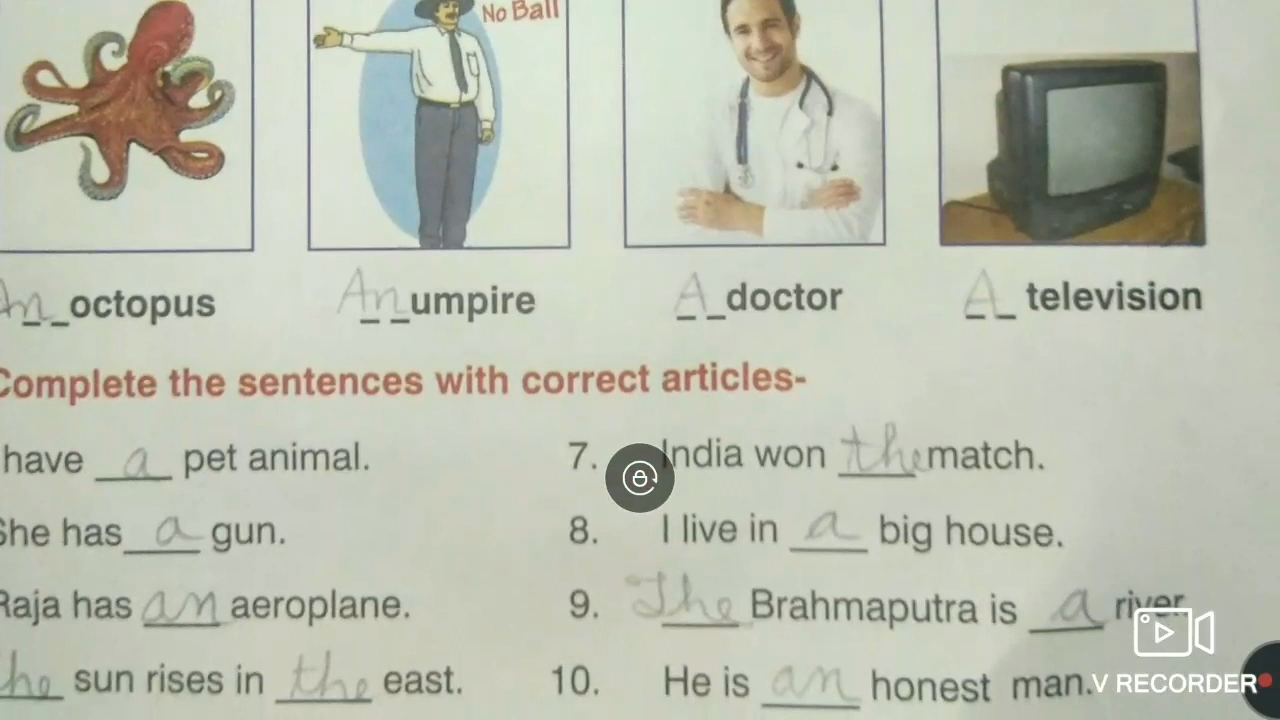 No Ball
An octopus
An umpire
A doctor
A television
Complete the sentences with correct articles-
have a pet animal.
She has a gun.
Raja has an aeroplane.
the sun rises in the east.
7. India won the match.
8. I live in a big house.
9. The Brahmaputra is a river.
10. He is an honest man.
V RECORDER